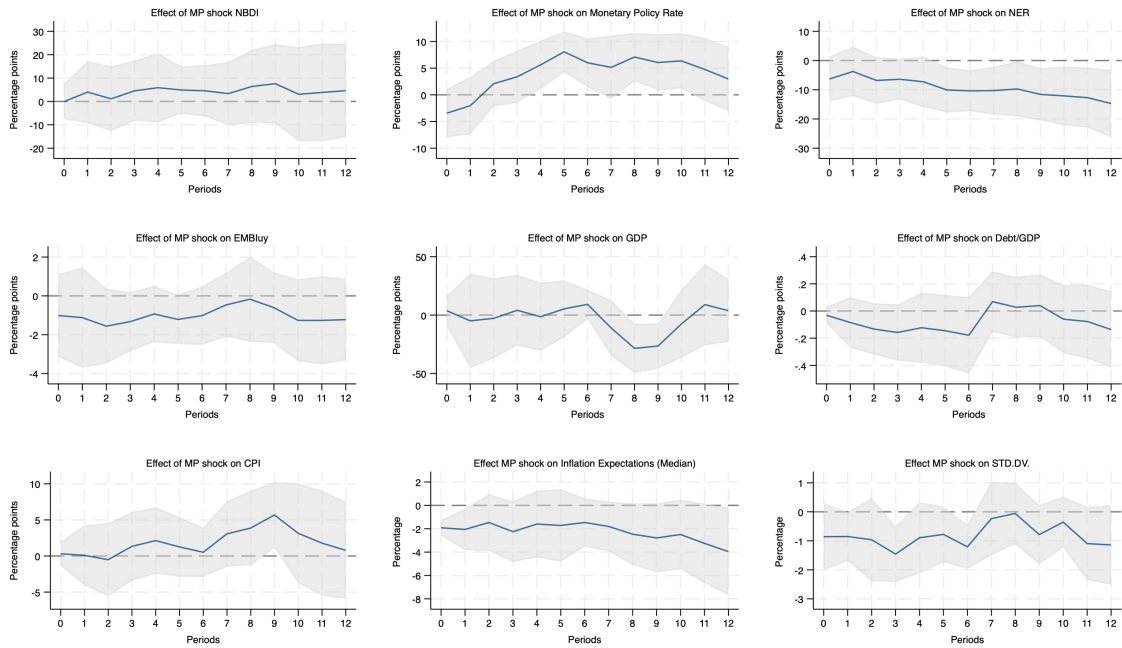 Effect of MP shock NBDI
Percentage points
30
20
10
0
-10
-20
0 1 2 3 4 5 6 7 8 9 10 11 12
Periods
Effect of MP shock on Monetary Policy Rate
Percentage points
10
5
0
-5
-10
0 1 2 3 4 5 6 7 8 9 10 11 12
Periods
Effect of MP shock on NER
Percentage points
10
0
-10
-20
-30
0 1 2 3 4 5 6 7 8 9 10 11 12
Periods
Effect of MP shock on EMBIuy
Percentage points
2
0
-2
-4
0 1 2 3 4 5 6 7 8 9 10 11 12
Periods
Effect of MP shock on GDP
Percentage points
50
0
-50
0 1 2 3 4 5 6 7 8 9 10 11 12
Periods
Effect of MP shock on Debt/GDP
Percentage points
.4
.2
0
-.2
-.4
0 1 2 3 4 5 6 7 8 9 10 11 12
Periods
Effect of MP shock on CPI
Percentage points
10
5
0
-5
0 1 2 3 4 5 6 7 8 9 10 11 12
Periods
Effect MP shock on Inflation Expectations (Median)
Percentage
2
0
-2
-4
-6
-8
0 1 2 3 4 5 6 7 8 9 10 11 12
Periods
Effect MP shock on STD.DV.
Percentage points
1
0
-1
-2
-3
0 1 2 3 4 5 6 7 8 9 10 11 12
Periods